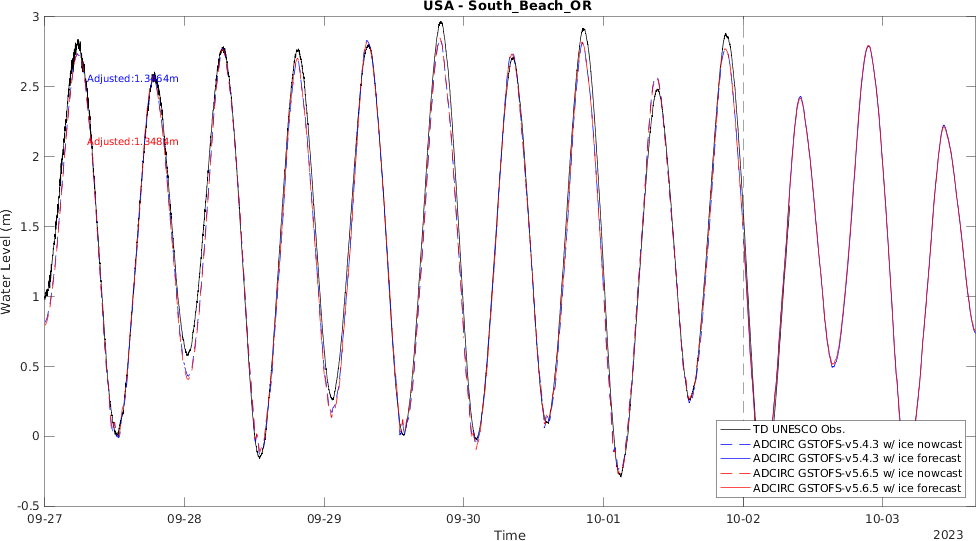 USA - South_Beach_OR
3
2.5
2
1.5
1
0.5
0
-0.5
Water Level (m)
Adjusted:1.3464m
Adjusted:1.3484m
TD UNESCO Obs.
ADCIRC GSTOFS-v5.4.3 w/ ice nowcast
ADCIRC GSTOFS-v5.4.3 w/ ice forecast
ADCIRC GSTOFS-v5.6.5 w/ ice nowcast
ADCIRC GSTOFS-v5.6.5 w/ ice forecast
09-27 09-28 09-29 09-30 10-01 10-02 10-03
Time
2023